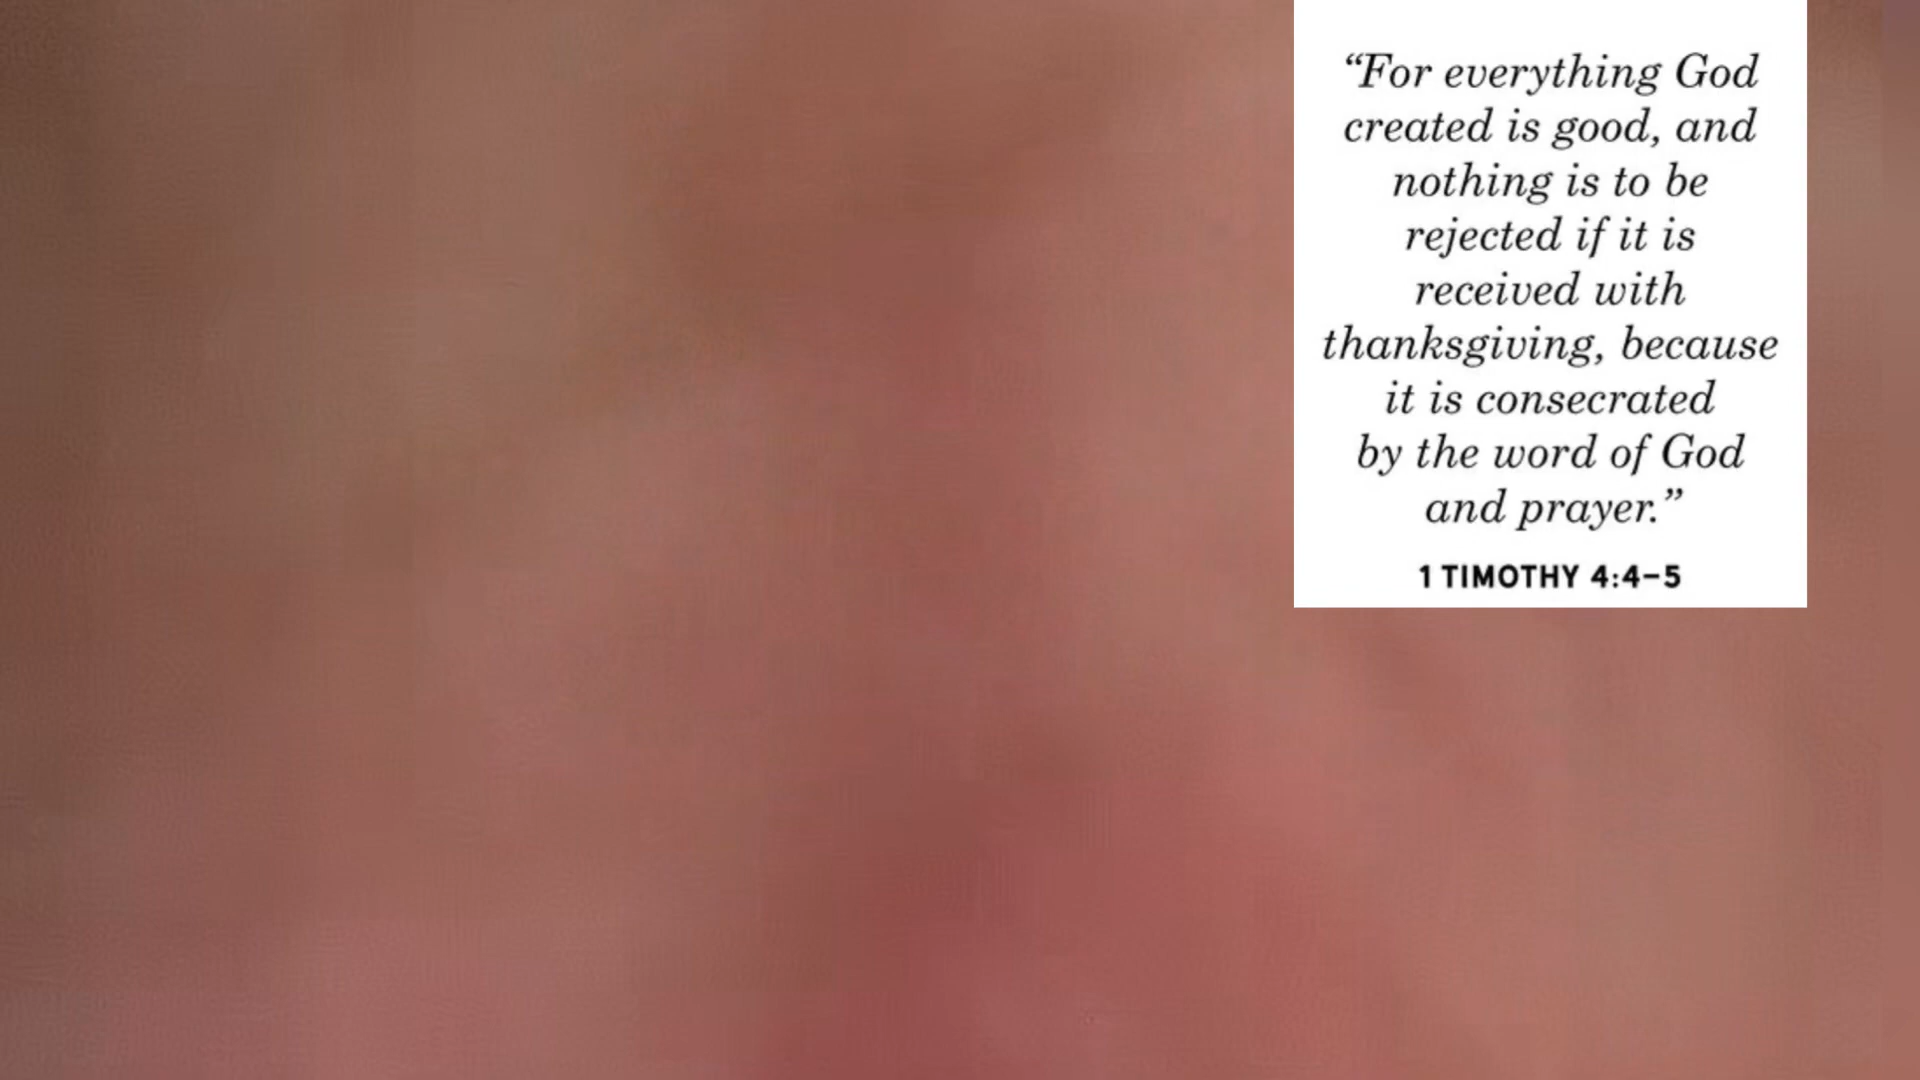 “For everything God
created is good, and
nothing is to be
rejected if it is
received with
thanksgiving, because
it is consecrated
by the word of God
and prayer.”
1 TIMOTHY 4:4–5